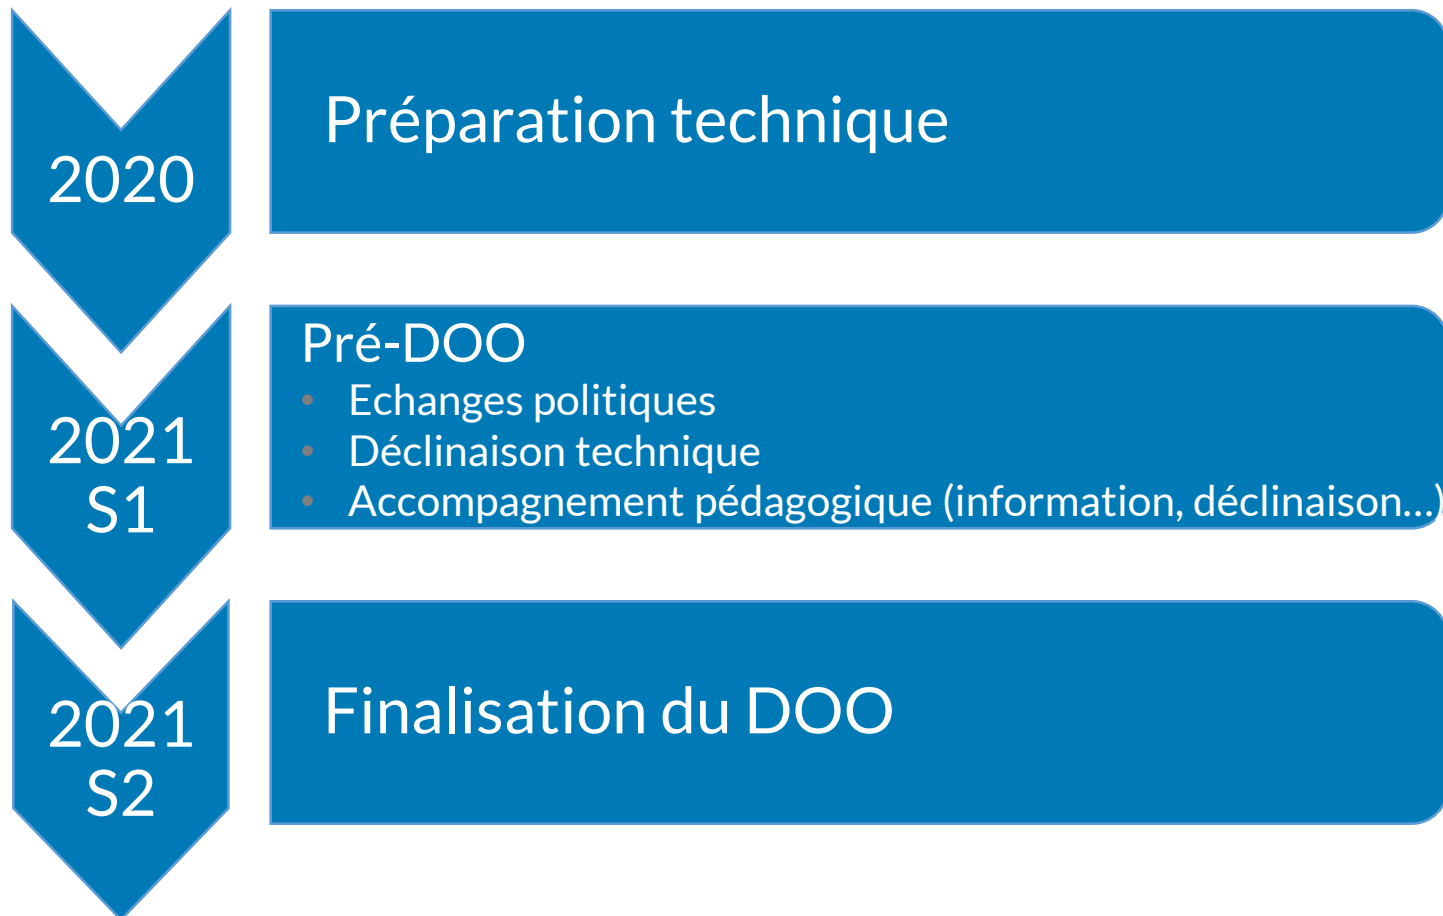 2020
Préparation technique
2021
S1
Pré-DOO
• Echanges politiques
• Déclinaison technique
• Accompagnement pédagogique (information, déclinaison…)
2021
S2
Finalisation du DOO